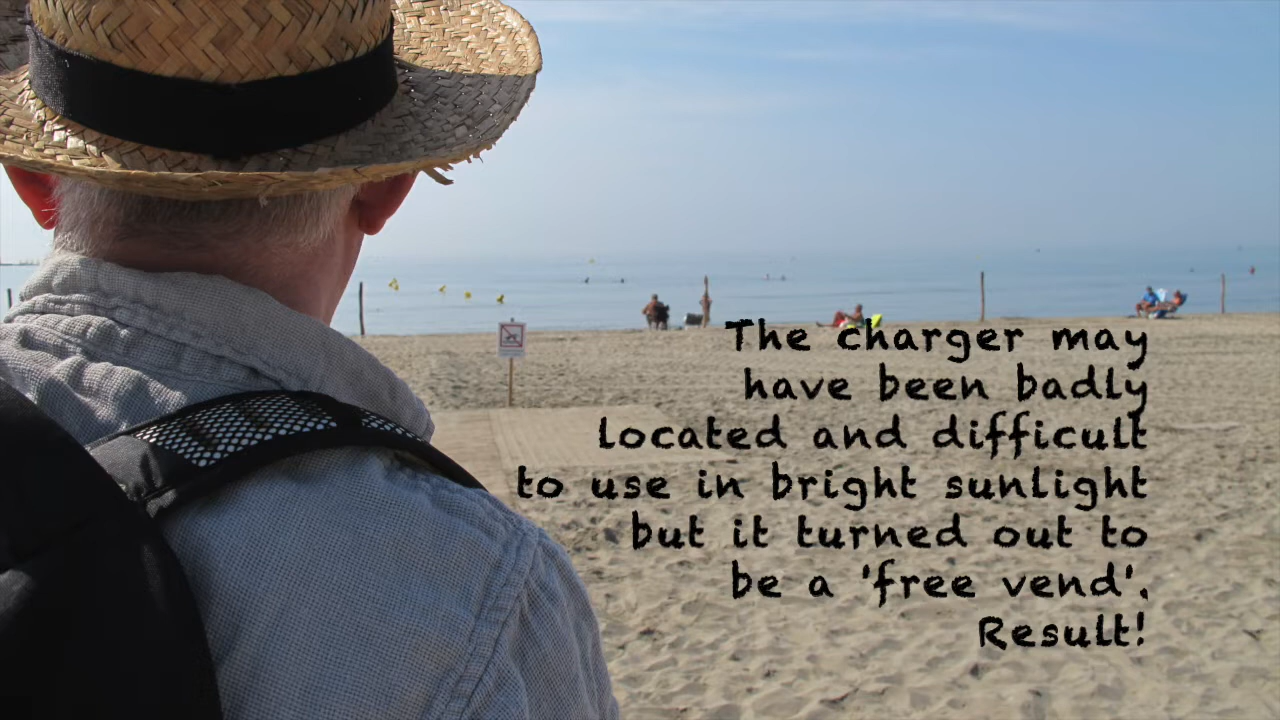 The charger may
have been badly
located and difficult
to use in bright sunlight
but it turned out to
be a 'free vend'.
Result!